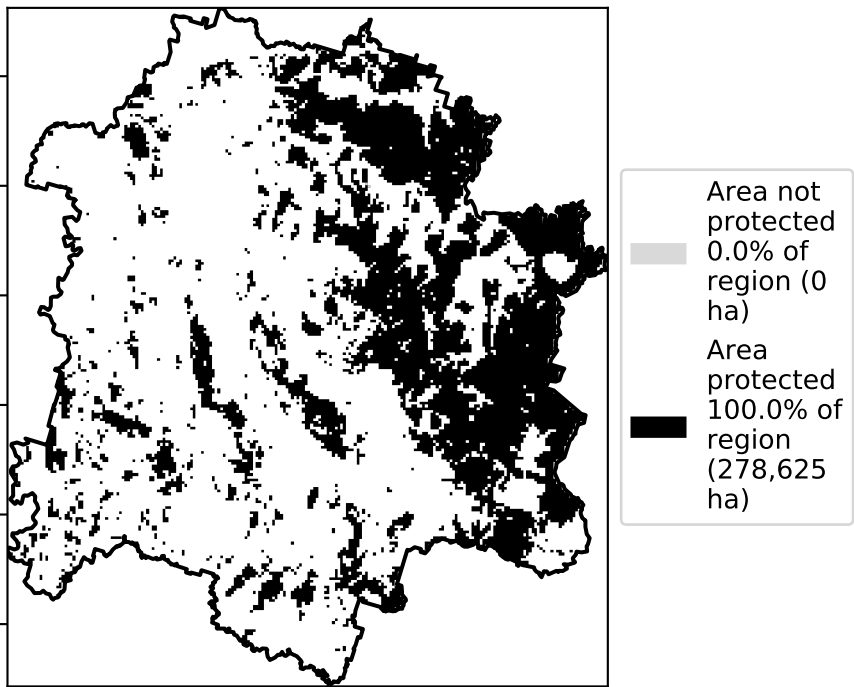 Area not
protected
0.0% of
region (0
ha)
Area
protected
100.0% of
region
(278,625
ha)